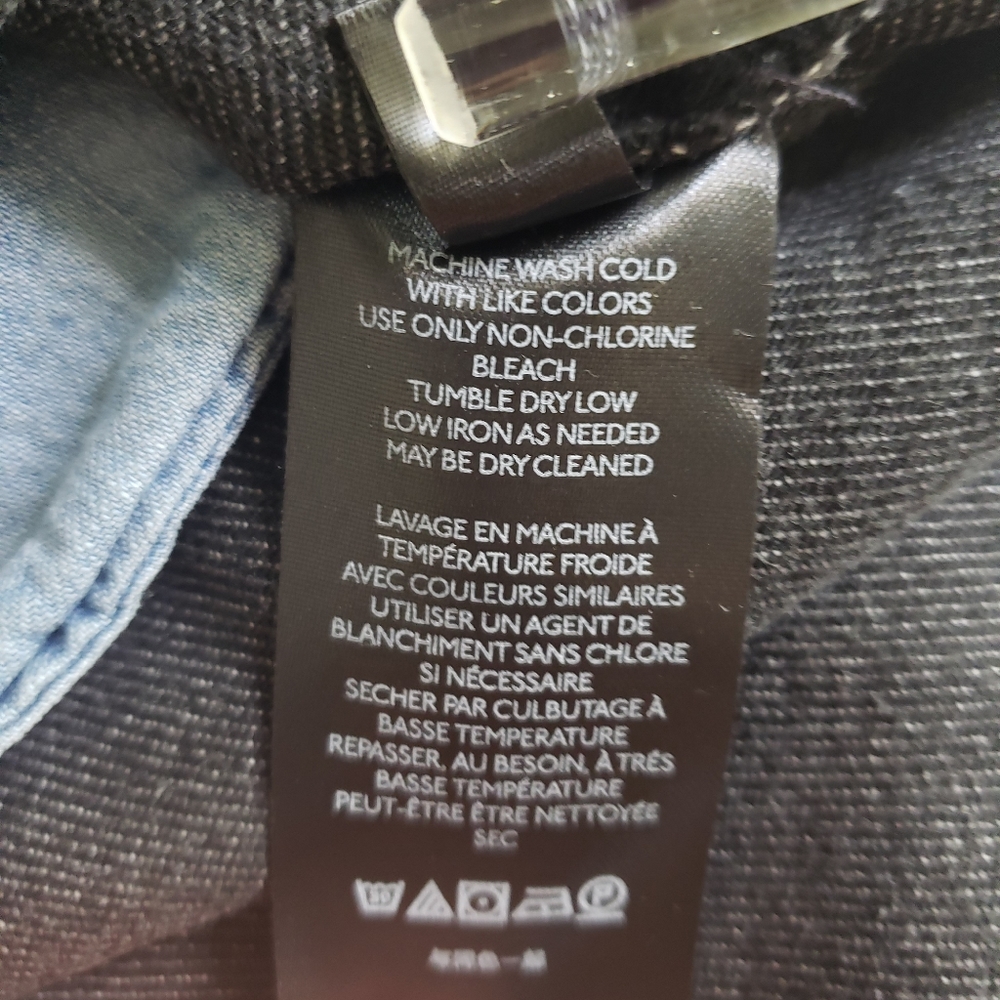 MACHINE WASH COLD
WITH LIKE COLORS
USE ONLY NON-CHLORINE
BLEACH
TUMBLE DRY LOW
LOW IRON AS NEEDED
MAY BE DRY CLEANED
LAVAGE EN MACHINE À
TEMPÉRATURE FROIDE
AVEC COULEURS SIMILAIRES
UTILISER UN AGENT DE
BLANCHIMENT SANS CHLORE
SI NÉCESSAIRE
SECHER PAR CULBUTAGE À
BASSE TEMPERATURE
REPASSER, AU BESOIN, À TRÉS
BASSE TEMPÉRATURE
PEUT-ÊTRE ÊTRE NETTOYÉE
SEC
30 P